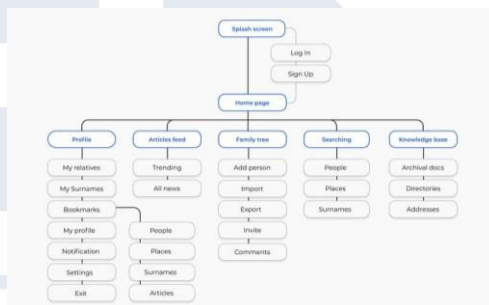 Splash screen
Log In
Sign Up
Home page
Profile
Articles feed
Family tree
Searching
Knowledge base
My relatives
Trending
Add person
People
Archival docs
My Surnames
All news
Import
Places
Directories
Bookmarks
Export
Surnames
Addresses
My profile
People
Invite
Notification
Places
Comments
Settings
Surnames
Exit
Articles